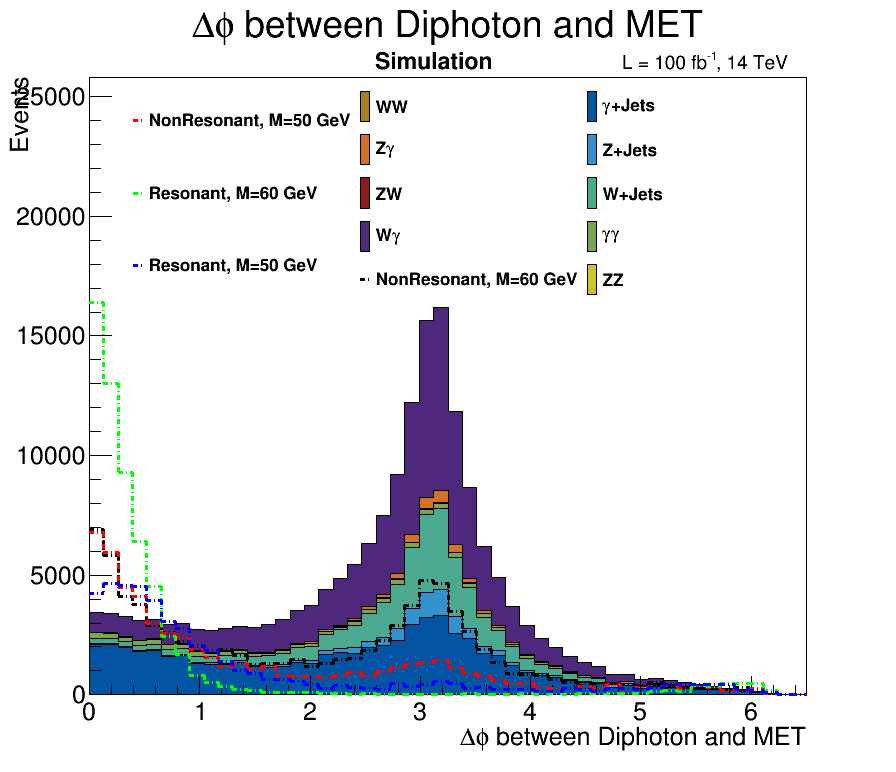 Δϕ between Diphoton and MET
Simulation
L = 100 fb⁻¹, 14 TeV
Events
25000
20000
15000
10000
5000
0
NonResonant, M=50 GeV
Resonant, M=60 GeV
Resonant, M=50 GeV
WW
Zγ
ZW
Wγ
NonResonant, M=60 GeV
γ+Jets
Z+Jets
W+Jets
γγ
ZZ
0 1 2 3 4 5 6
Δϕ between Diphoton and MET